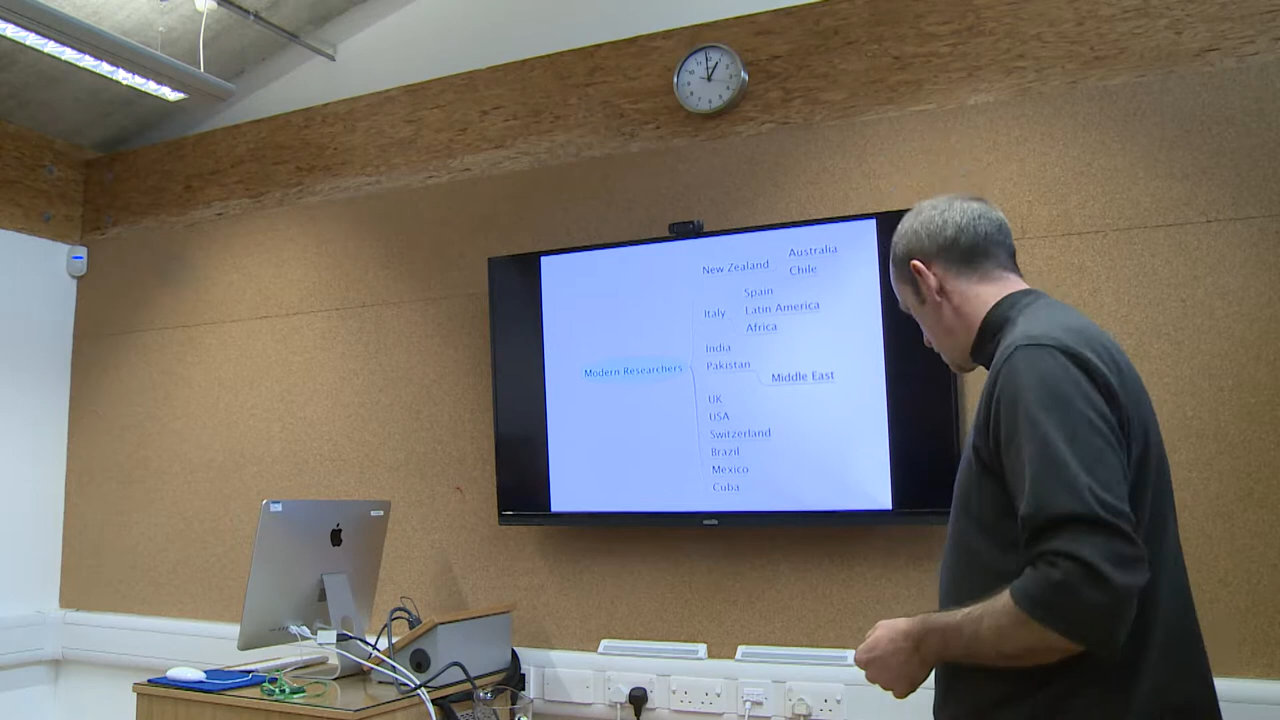 Australia
New Zealand
Chile
Spain
Italy
Latin America
Africa
India
Modern Researchers
Pakistan
Middle East
UK
USA
Switzerland
Brazil
Mexico
Cuba